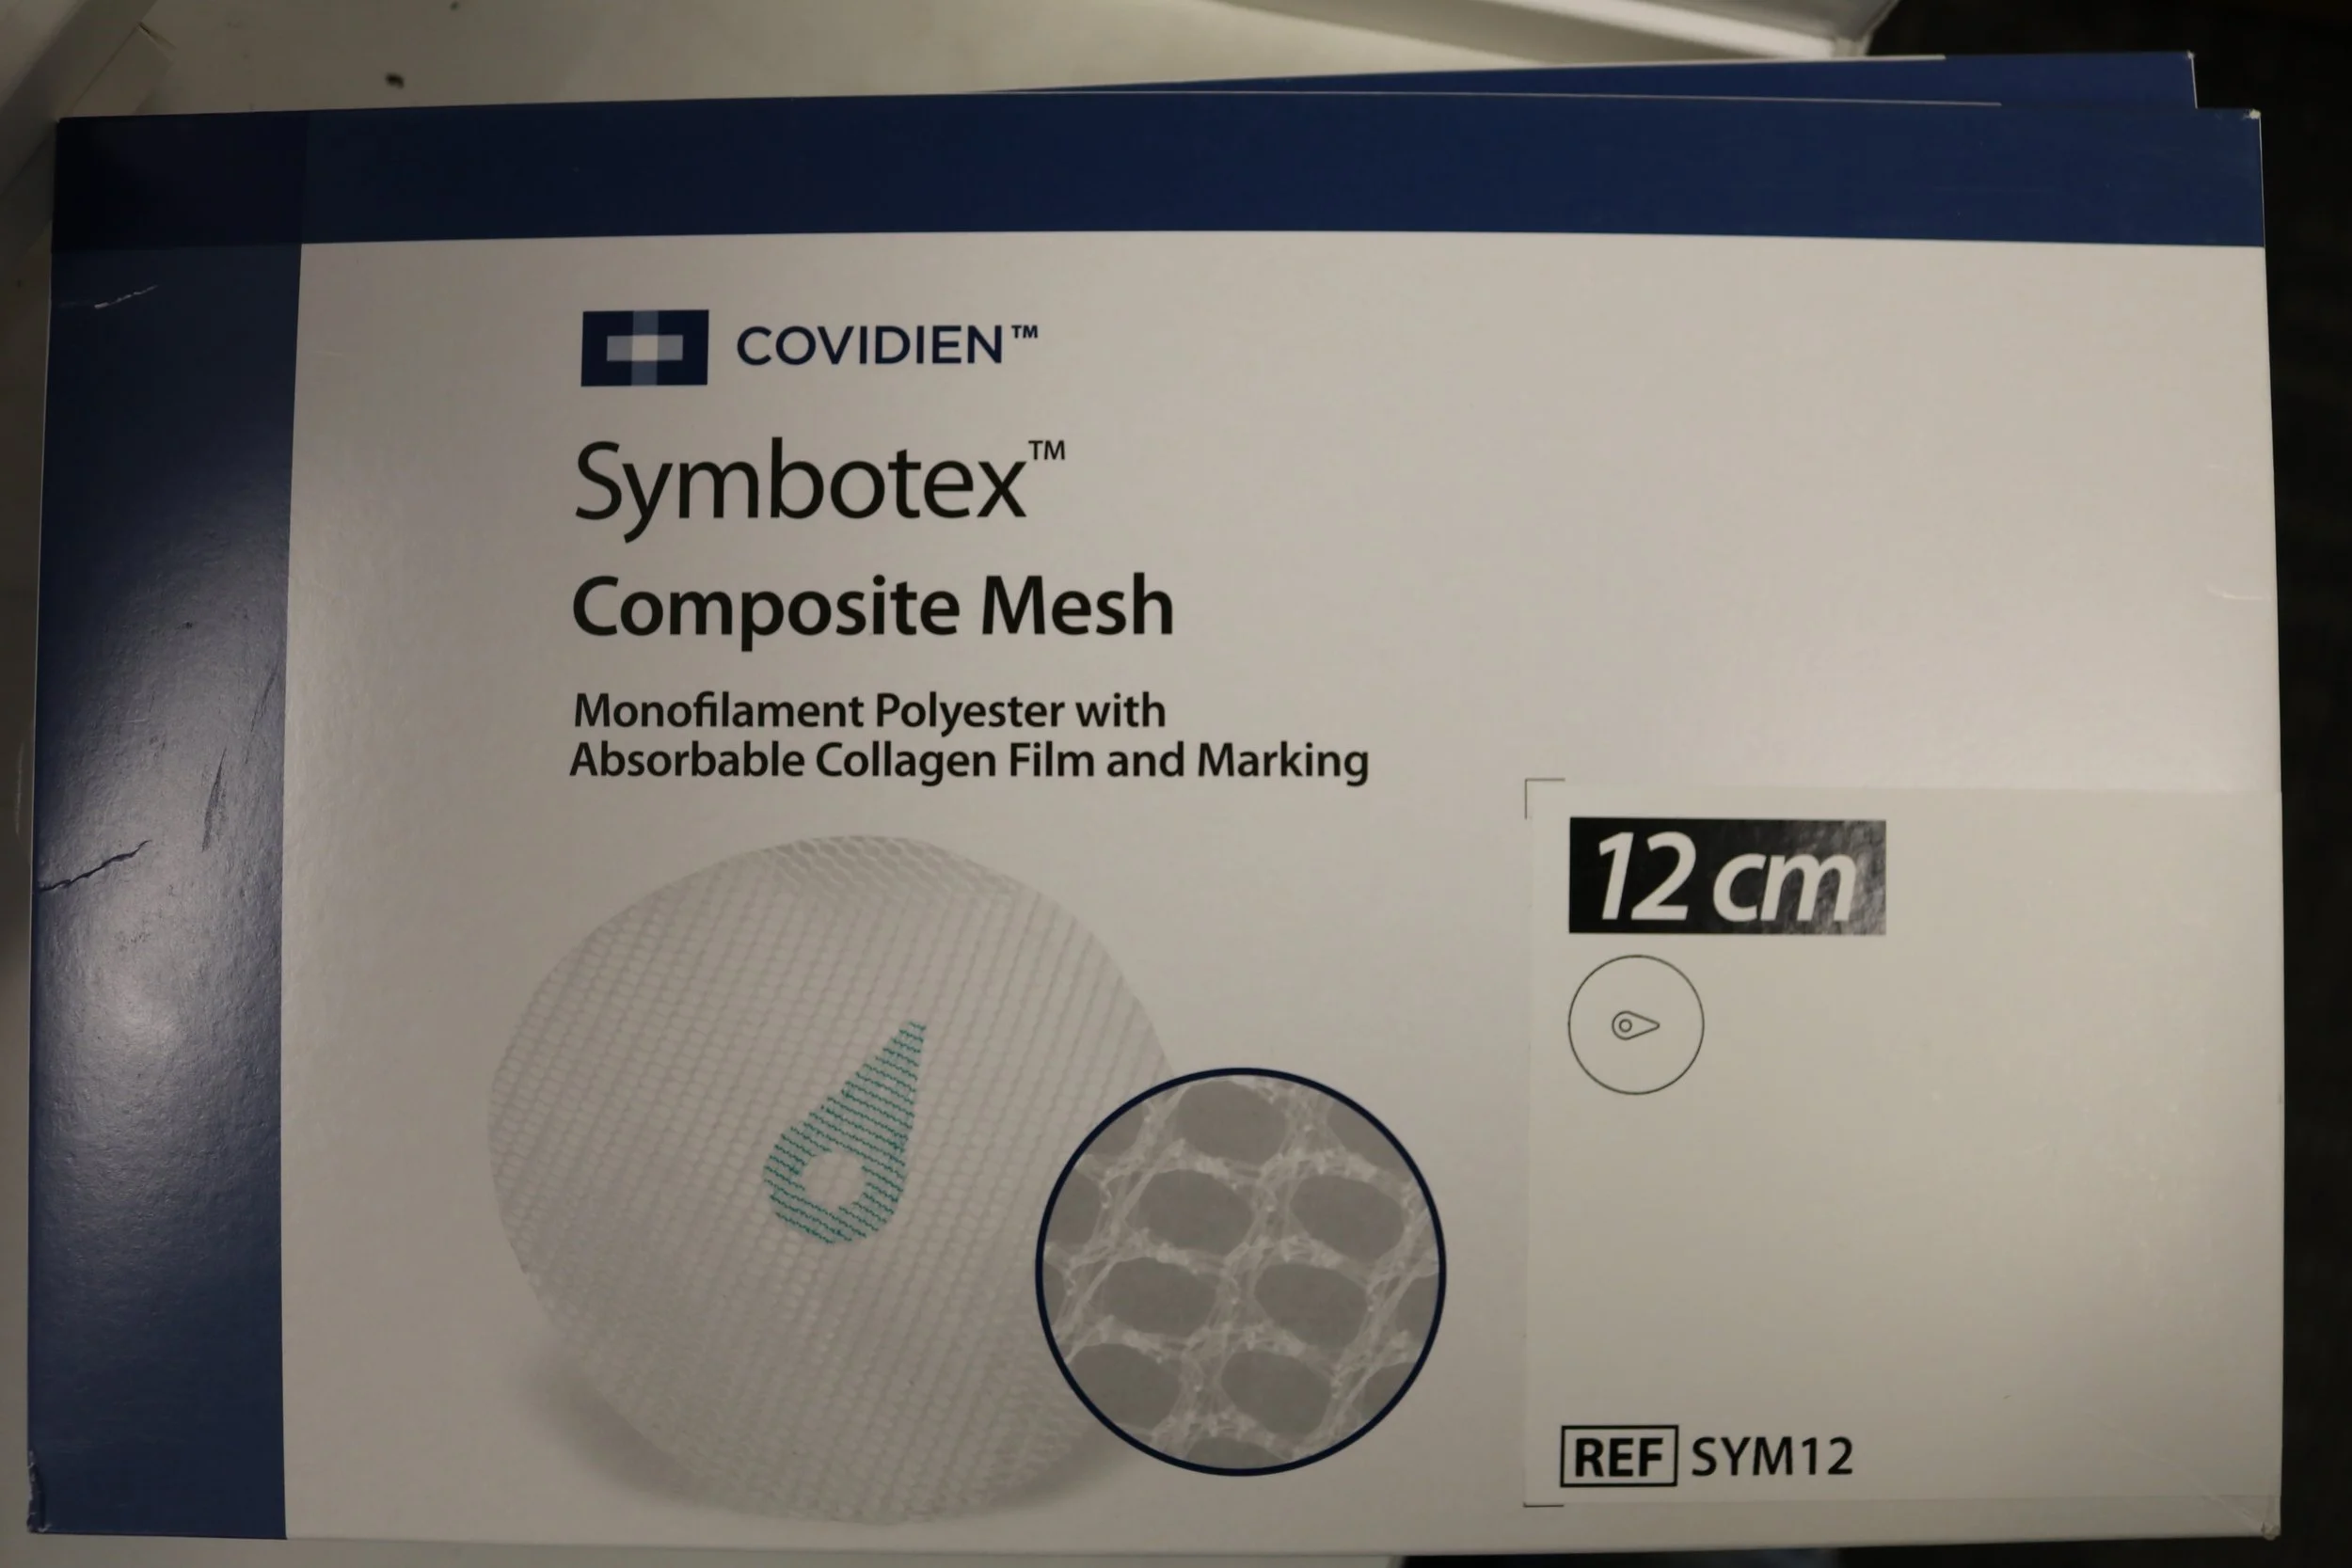 COVIDIEN™
Symbotex™
Composite Mesh
Monofilament Polyester with
Absorbable Collagen Film and Marking
12 cm
REF SYM12